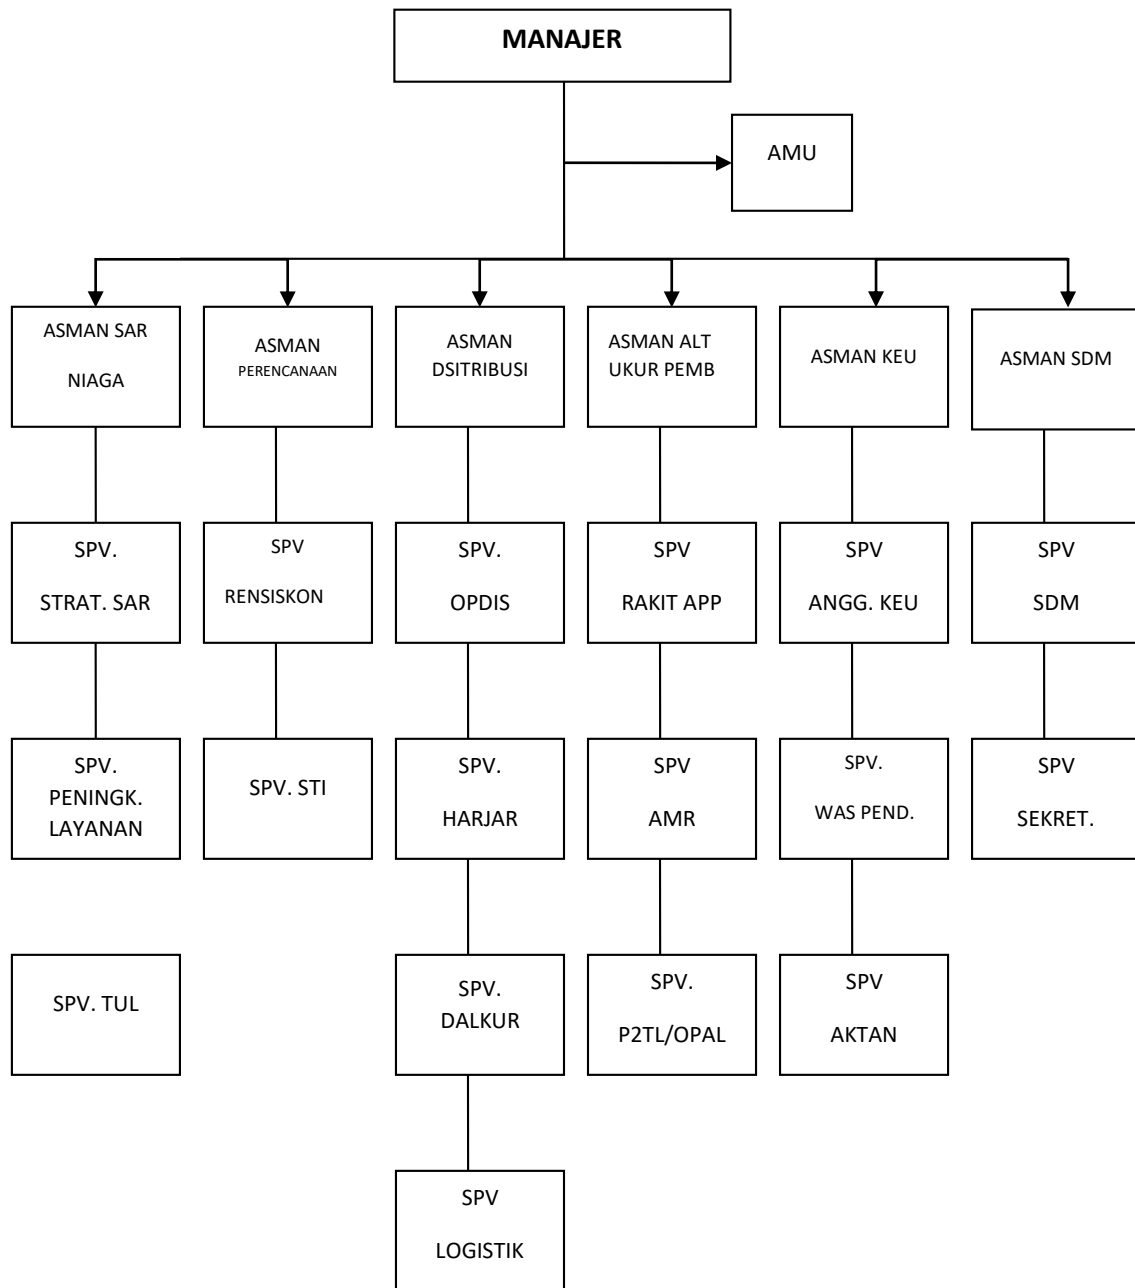 MANAJER
AMU
ASMAN SAR
NIAGA
ASMAN
PERENCANAAN
ASMAN
DSITRIBUSI
ASMAN ALT
UKUR PEMB
ASMAN KEU
ASMAN SDM
SPV.
STRAT. SAR
SPV
RENSISKON
SPV.
OPDIS
SPV
RAKIT APP
SPV
ANGG. KEU
SPV
SDM
SPV.
PENINGK.
LAYANAN
SPV. STI
SPV.
HARJAR
SPV
AMR
SPV.
WAS PEND.
SPV
SEKRET.
SPV. TUL
SPV.
DALKUR
SPV.
P2TL/OPAL
SPV
AKTAN
SPV
LOGISTIK